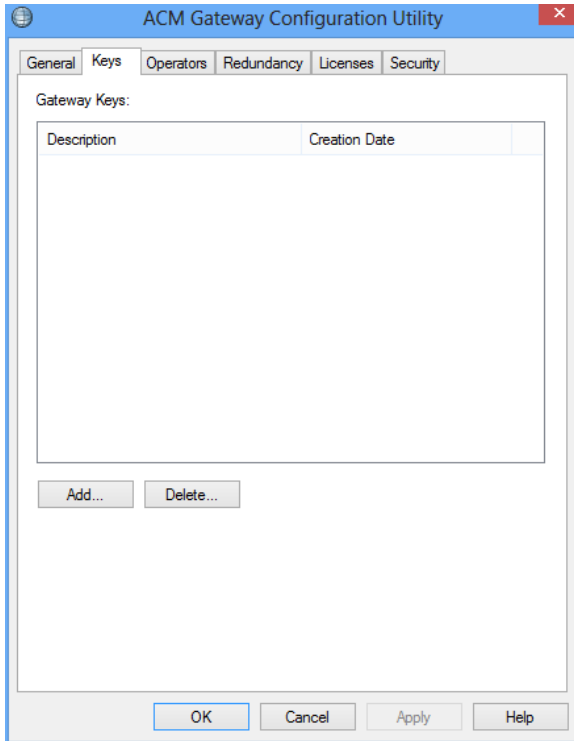 ACM Gateway Configuration Utility
General Keys Operators Redundancy Licenses Security
Gateway Keys:
Description Creation Date
Add... Delete...
OK Cancel Apply Help